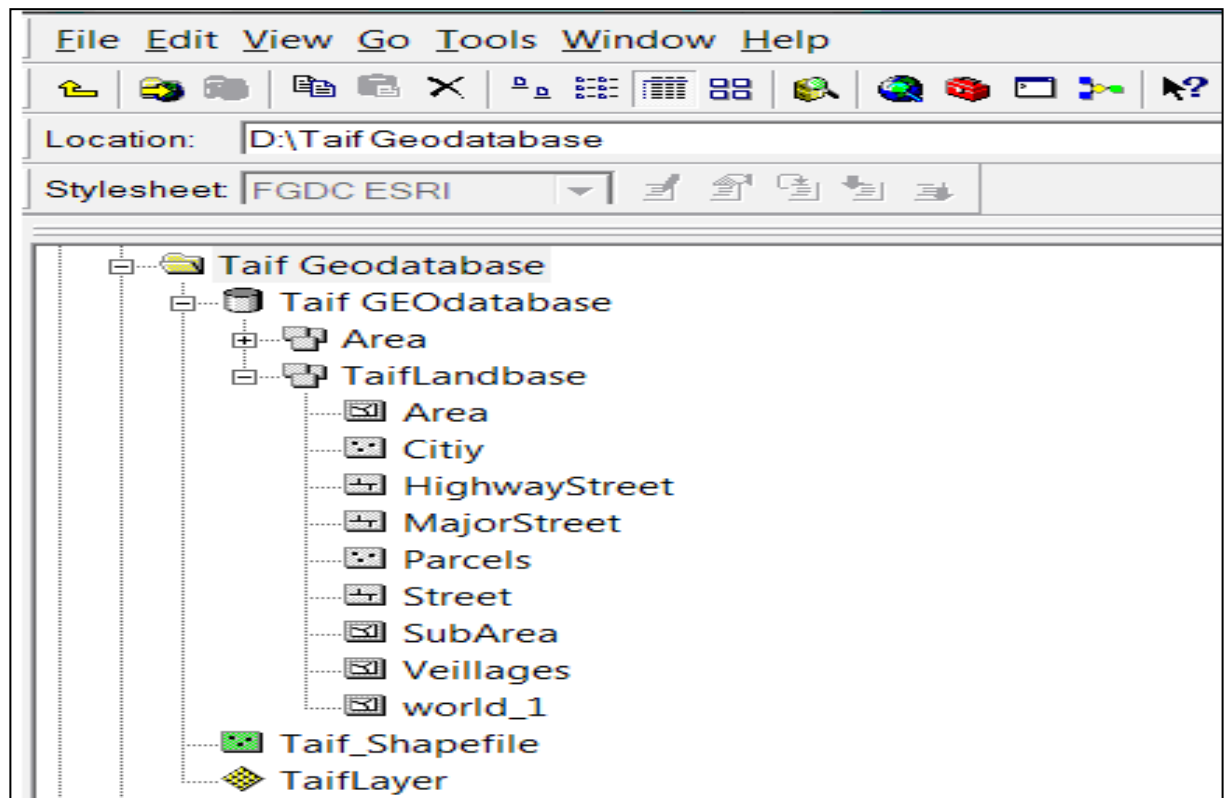 File Edit View Go Tools Window Help
Location: D:\Taif Geodatabase
Stylesheet: FGDC ESRI
Taif Geodatabase
Taif GEOdatabase
Area
TaifLandbase
Area
Citiy
HighwayStreet
MajorStreet
Parcels
Street
SubArea
Veillages
world_1
Taif_Shapefile
TaifLayer